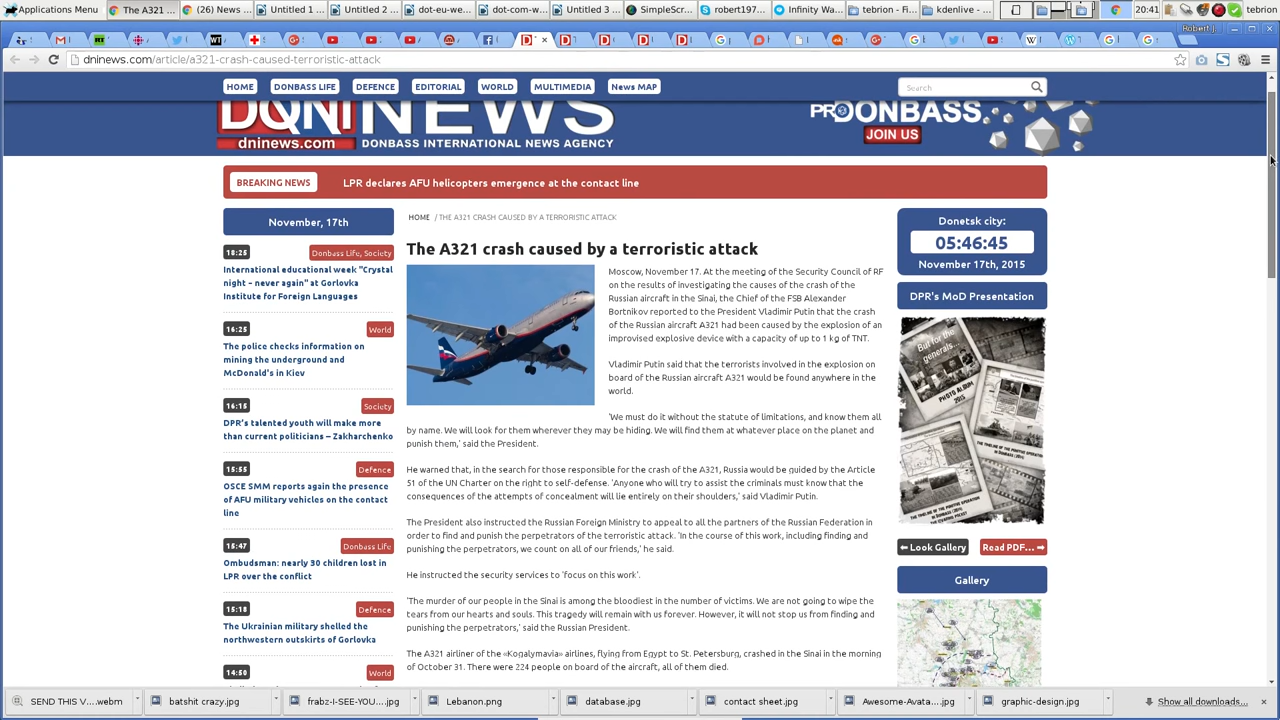 Applications Menu
The A321 ...
(26) News ...
Untitled 1 ...
Untitled 2 ...
dot-eu-we...
dot-com-w...
Untitled 3 ...
SimpleScr...
robert197...
Infinity Wa...
tebrion - Fi...
kdenlive - ...
20:41
tebrion
Robert J.
dninews.com/article/a321-crash-caused-terroristic-attack
HOME
DONBASS LIFE
DEFENCE
EDITORIAL
WORLD
MULTIMEDIA
News MAP
Search
DONi NEWS
dninews.com
DONBASS INTERNATIONAL NEWS AGENCY
PRODONBASS
JOIN US
BREAKING NEWS
LPR declares AFU helicopters emergence at the contact line
November, 17th
18:25
Donbass Life, Society
International educational week "Crystal
night – never again" at Gorlovka
Institute for Foreign Languages
16:25
World
The police checks information on
mining the underground and
McDonald's in Kiev
16:15
Society
DPR's talented youth will make more
than current politicians – Zakharchenko
15:55
Defence
OSCE SMM reports again the presence
of AFU military vehicles on the contact
line
15:47
Donbass Life
Ombudsman: nearly 30 children lost in
LPR over the conflict
15:18
Defence
The Ukrainian military shelled the
northwestern outskirts of Gorlovka
14:50
World
HOME / THE A321 CRASH CAUSED BY A TERRORISTIC ATTACK
The A321 crash caused by a terroristic attack
Moscow, November 17. At the meeting of the Security Council of RF
on the results of investigating the causes of the crash of the
Russian aircraft in the Sinai, the Chief of the FSB Alexander
Bortnikov reported to the President Vladimir Putin that the crash
of the Russian aircraft A321 had been caused by the explosion of an
improvised explosive device with a capacity of up to 1 kg of TNT.
Vladimir Putin said that the terrorists involved in the explosion on
board of the Russian aircraft A321 would be found anywhere in the
world.
'We must do it without the statute of limitations, and know them all
by name. We will look for them wherever they may be hiding. We will find them at whatever place on the planet and
punish them,' said the President.
He warned that, in the search for those responsible for the crash of the A321, Russia would be guided by the Article
51 of the UN Charter on the right to self-defense. 'Anyone who will try to assist the criminals must know that the
consequences of the attempts of concealment will lie entirely on their shoulders,' said Vladimir Putin.
The President also instructed the Russian Foreign Ministry to appeal to all the partners of the Russian Federation in
order to find and punish the perpetrators of the terroristic attack. 'In the course of this work, including finding and
punishing the perpetrators, we count on all of our friends,' he said.
He instructed the security services to 'focus on this work'.
'The murder of our people in the Sinai is among the bloodiest in the number of victims. We are not going to wipe the
tears from our hearts and souls. This tragedy will remain with us forever. However, it will not stop us from finding and
punishing the perpetrators,' said the Russian President.
The A321 airliner of the «Kogalymavia» airlines, flying from Egypt to St. Petersburg, crashed in the Sinai in the morning
of October 31. There were 224 people on board of the aircraft, all of them died.
Donetsk city:
05:46:45
November 17th, 2015
DPR's MoD Presentation
But for the
generals...
PHOTO ALBUM
2015
Look Gallery
Read PDF...
Gallery
SEND THIS V....webm
batshit crazy.jpg
frabz-I-SEE-YOU....jpg
Lebanon.png
database.jpg
contact sheet.jpg
Awesome-Avata....jpg
graphic-design.jpg
Show all downloads...